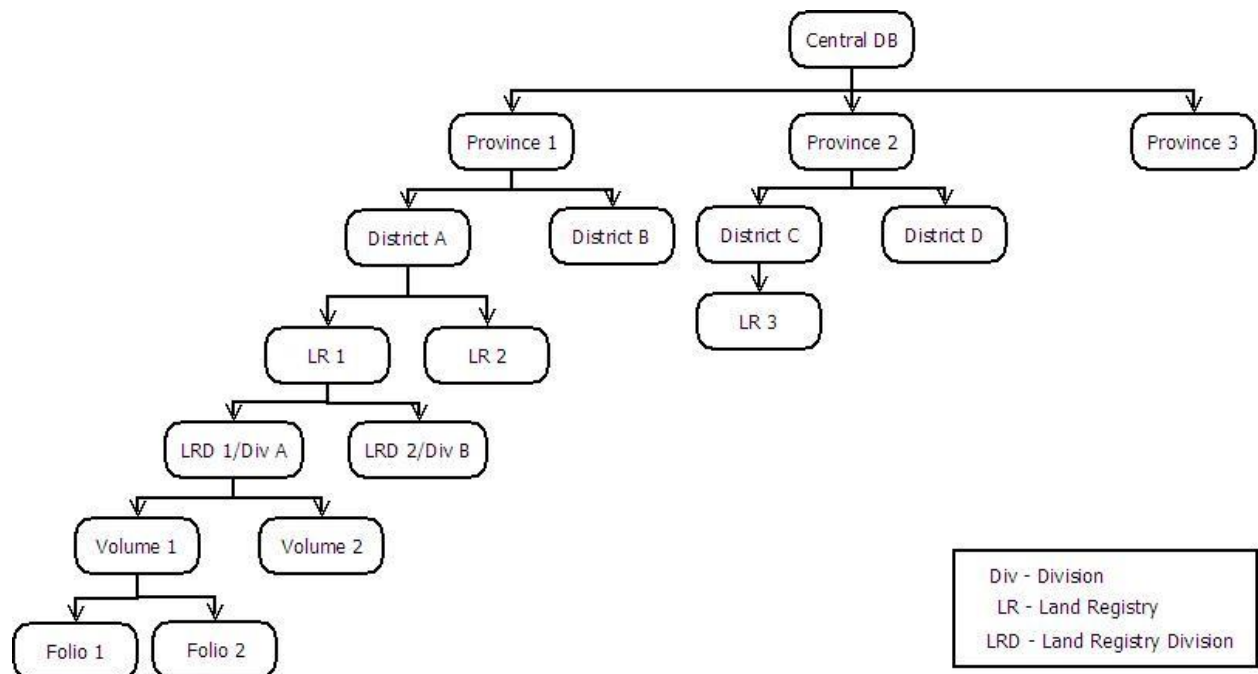 Central DB
Province 1
Province 2
Province 3
District A
District B
District C
District D
LR 3
LR 1
LR 2
LRD 1/Div A
LRD 2/Div B
Volume 1
Volume 2
Div - Division
LR - Land Registry
LRD - Land Registry Division
Folio 1
Folio 2